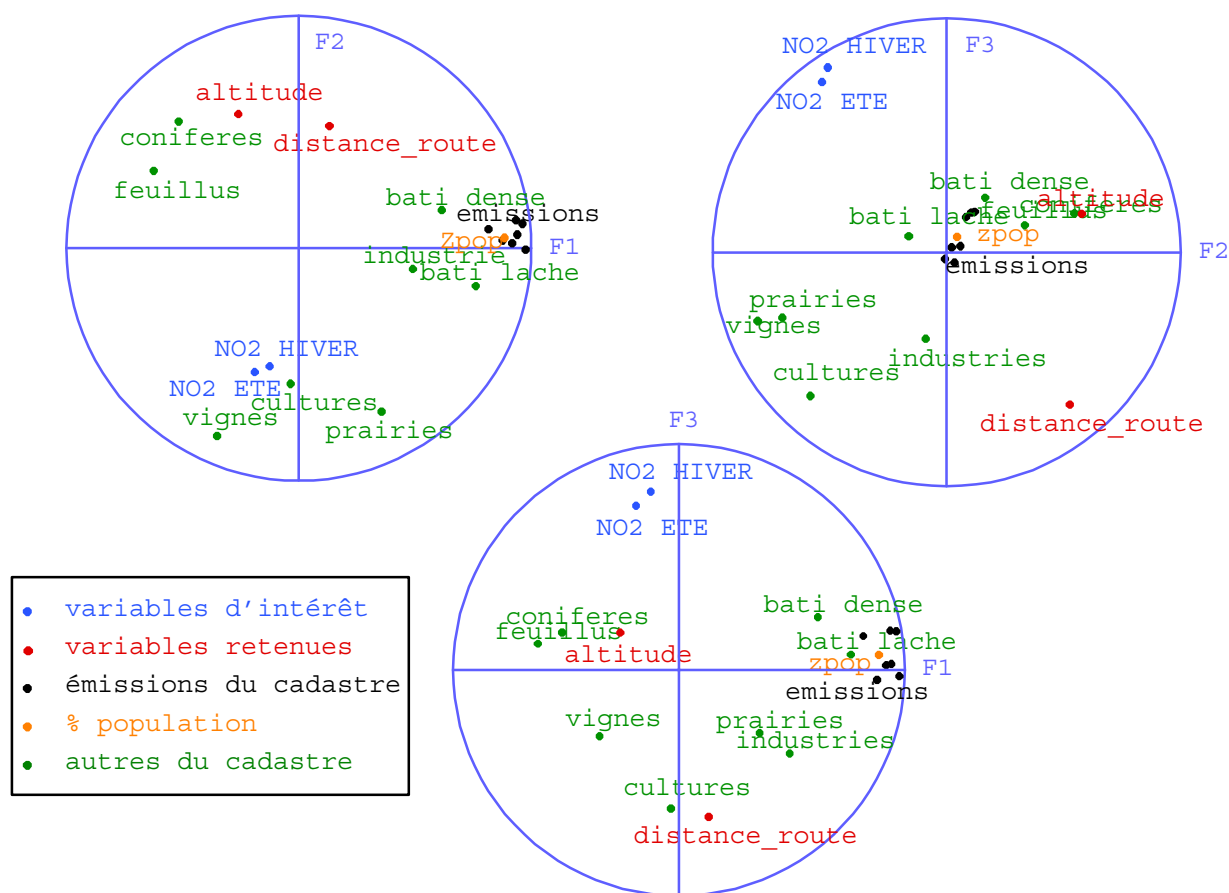 F2
altitude
coniferes
distance_route
feuillus
bati dense
emissions
Zpop
F1
industrie
bati lache
NO2 HIVER
NO2 ETE
cultures
vignes
prairies
NO2 HIVER
F3
NO2 ETE
bati dense
altitude
coniferes
feuillus
bati lache
zpop
F2
emissions
prairies
vignes
industries
cultures
distance_route
F3
NO2 HIVER
NO2 ETE
bati dense
coniferes
feuillus
bati lache
altitude
zpop
F1
emissions
vignes
prairies
industries
cultures
distance_route
variables d'intérêt
variables retenues
émissions du cadastre
% population
autres du cadastre